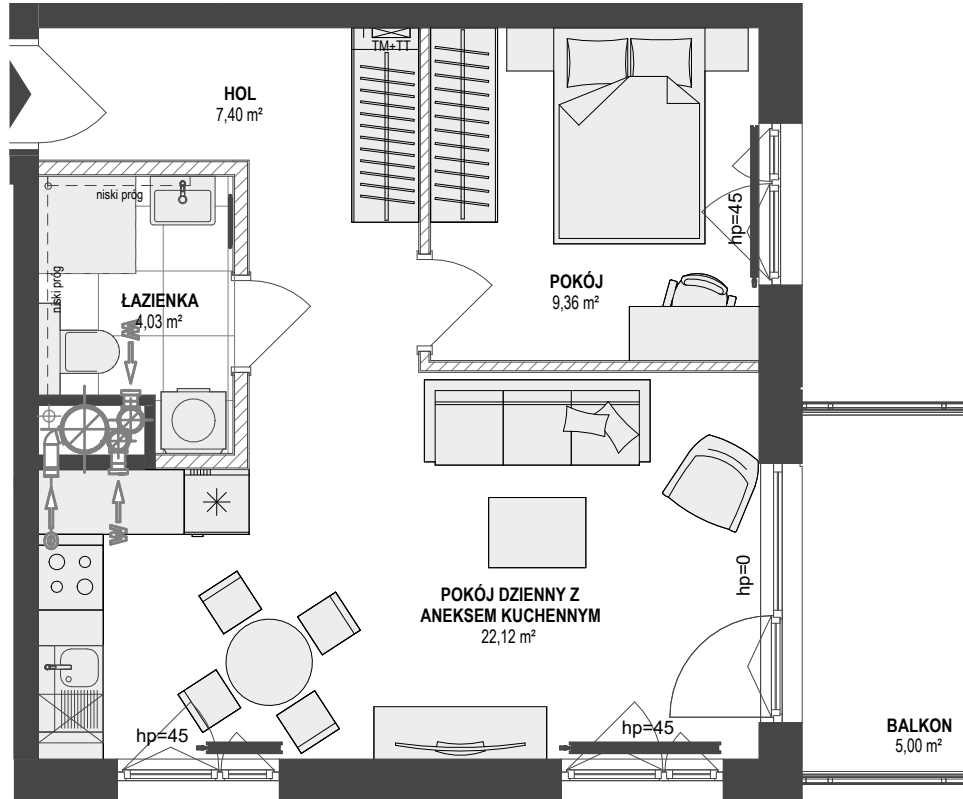 TM+TT
HOL
7,40 m²
niski próg
niski próg
ŁAZIENKA
4,03 m²
W
POKÓJ
9,36 m²
hp=45
O
W
POKÓJ DZIENNY Z
ANEKSEM KUCHENNYM
22,12 m²
hp=0
hp=45
hp=45
BALKON
5,00 m²